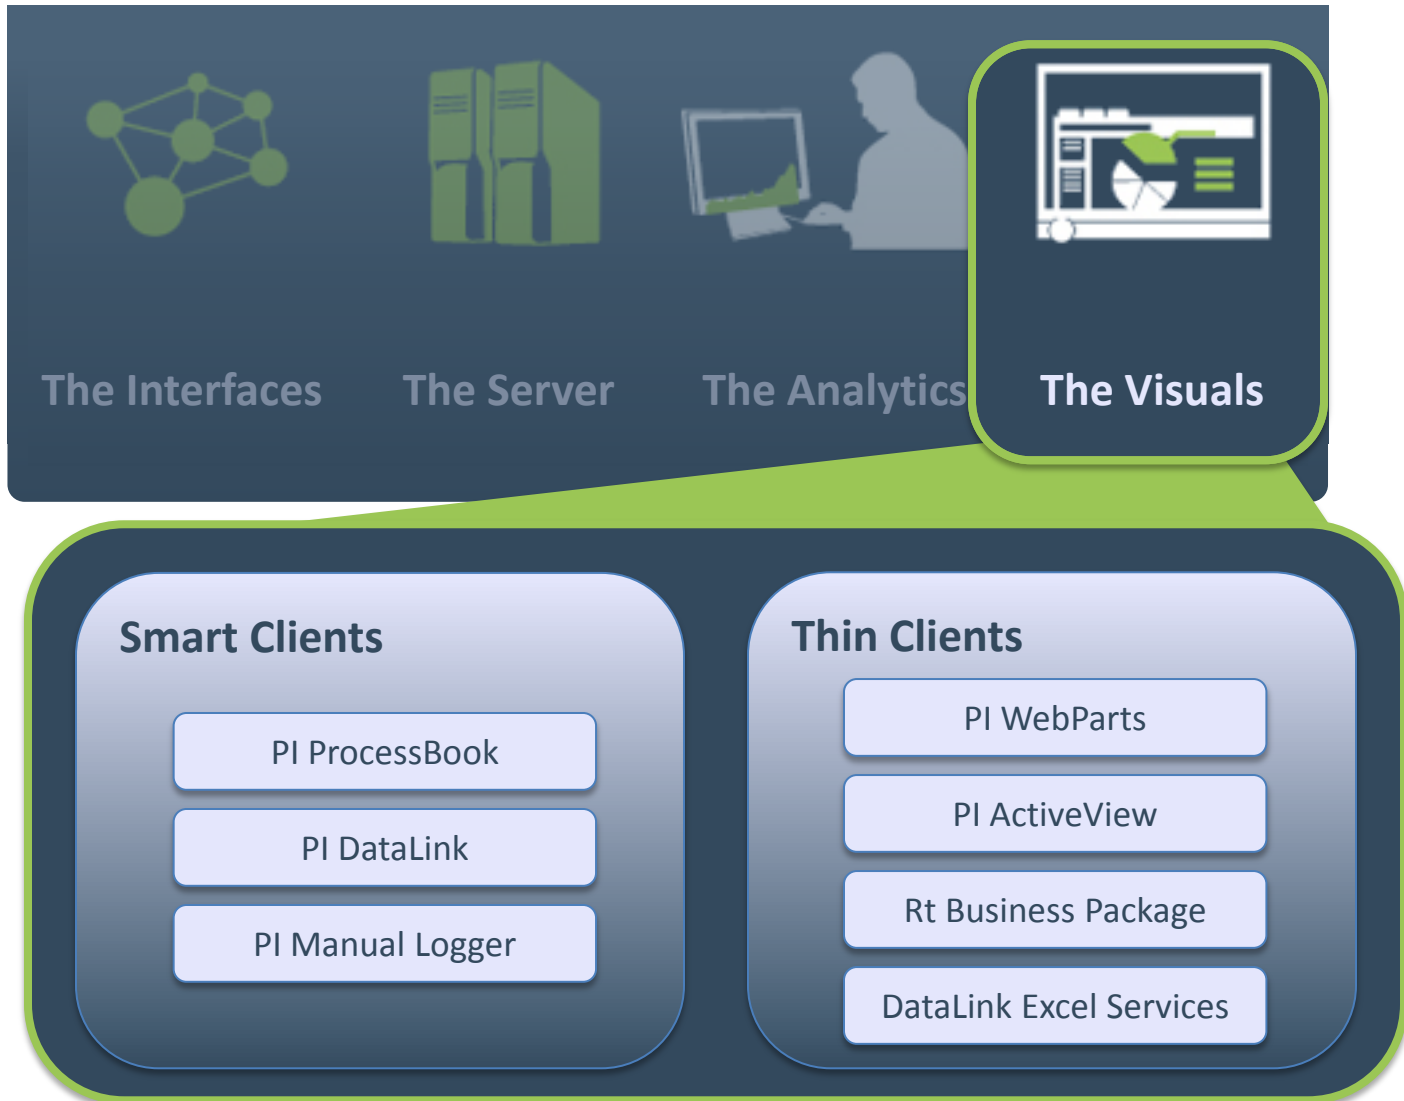 The Interfaces
The Server
The Analytics
The Visuals
Smart Clients
PI ProcessBook
PI DataLink
PI Manual Logger
Thin Clients
PI WebParts
PI ActiveView
Rt Business Package
DataLink Excel Services